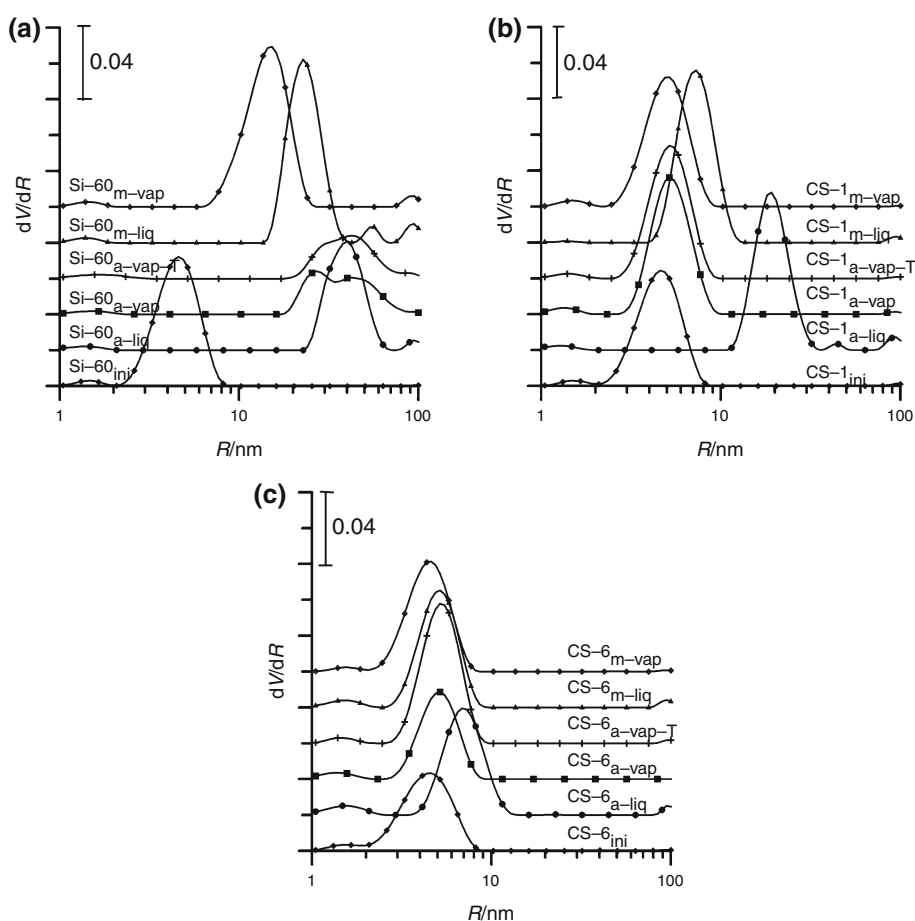 (a)
0.04
dV/dR
Si–60m–vap
Si–60m–liq
Si–60a–vap–T
Si–60a–vap
Si–60a–liq
Si–60ini
1 10 100
R/nm
(b)
0.04
dV/dR
CS–1m–vap
CS–1m–liq
CS–1a–vap–T
CS–1a–vap
CS–1a–liq
CS–1ini
1 10 100
R/nm
(c)
0.04
dV/dR
CS–6m–vap
CS–6m–liq
CS–6a–vap–T
CS–6a–vap
CS–6a–liq
CS–6ini
1 10 100
R/nm